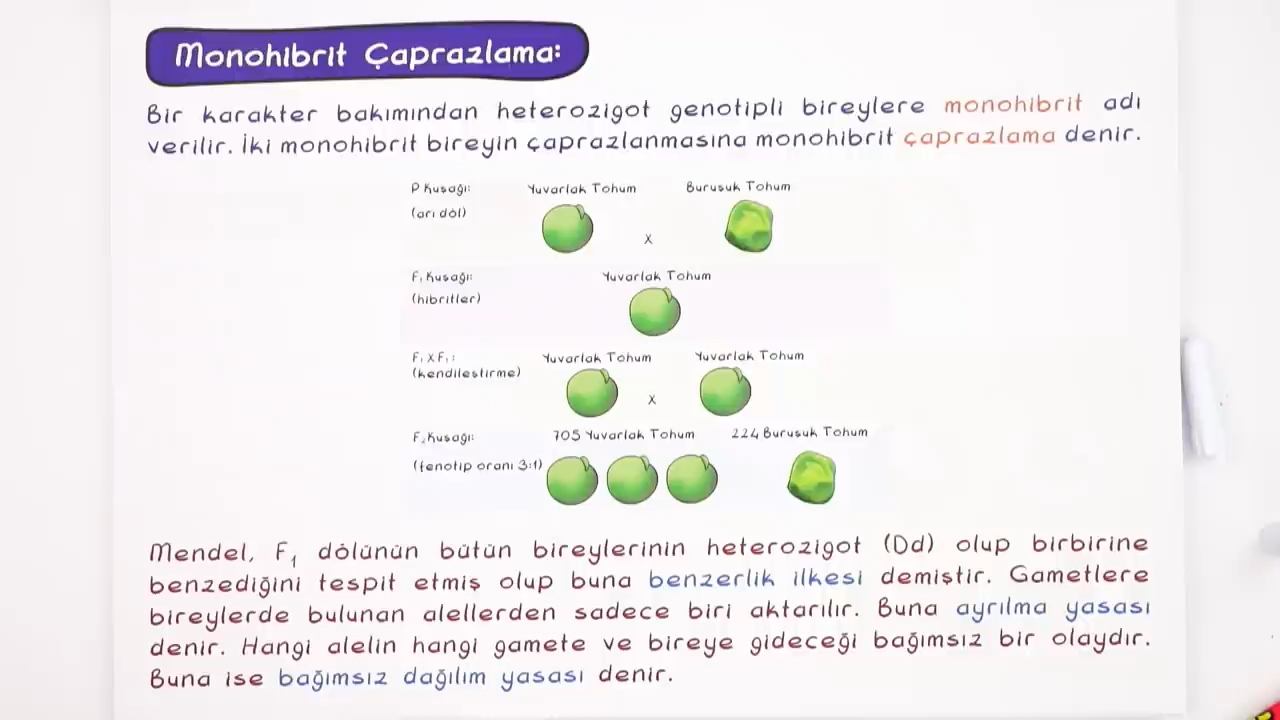 Monohibrit Çaprazlama:
Bir karakter bakımından heterozigot genotipli bireylere monohibrit adı
verilir. İki monohibrit bireyin çaprazlanmasına monohibrit çaprazlama denir.
P Kuşağı: Yuvarlak Tohum Buruşuk Tohum
(arı döl)
X
F₁ Kuşağı: Yuvarlak Tohum
(hibritler)
F₁ X F₁: Yuvarlak Tohum Yuvarlak Tohum
(kendileştirme)
X
F₂ Kuşağı: 705 Yuvarlak Tohum 224 Buruşuk Tohum
(fenotip oranı 3:1)
Mendel, F₁ dölünün bütün bireylerinin heterozigot (Dd) olup birbirine
benzediğini tespit etmiş olup buna benzerlik ilkesi demiştir. Gametlere
bireylerde bulunan alellerden sadece biri aktarılır. Buna ayrılma yasası
denir. Hangi alelin hangi gamete ve bireye gideceği bağımsız bir olaydır.
Buna ise bağımsız dağılım yasası denir.